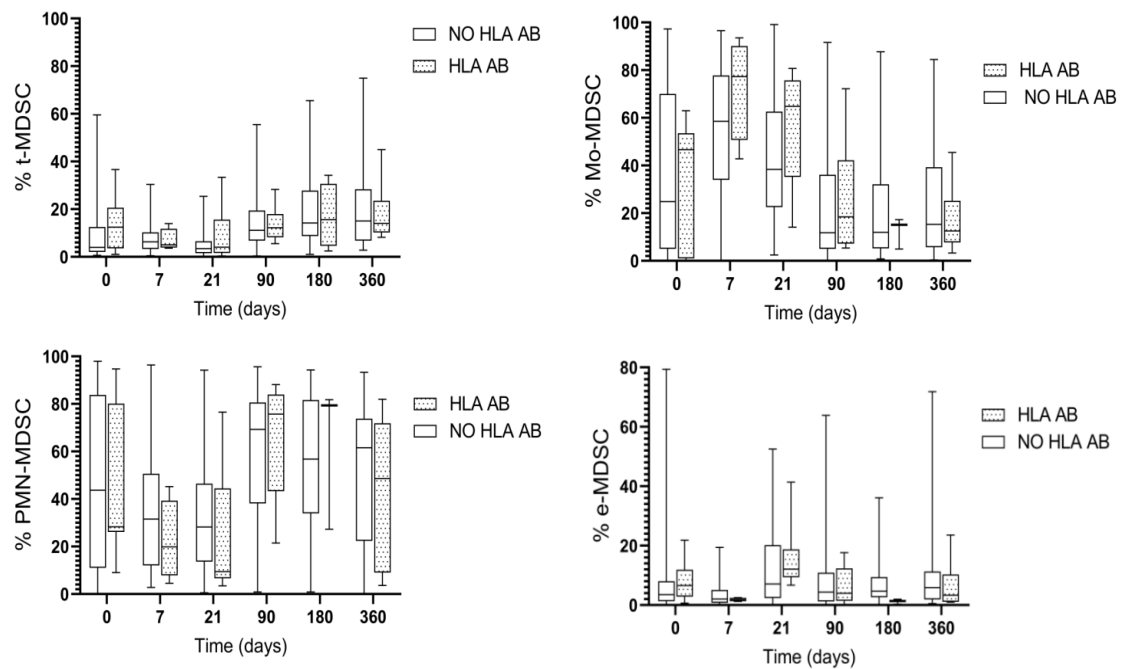 100%
80%
60%
40%
20%
0%
% t-MDSC
0 7 21 90 180 360
Time (days)
NO HLA AB
HLA AB
100%
80%
60%
40%
20%
0%
% Mo-MDSC
0 7 21 90 180 360
Time (days)
HLA AB
NO HLA AB
100%
80%
60%
40%
20%
0%
% PMN-MDSC
0 7 21 90 180 360
Time (days)
HLA AB
NO HLA AB
80%
60%
40%
20%
0%
% e-MDSC
0 7 21 90 180 360
Time (days)
HLA AB
NO HLA AB